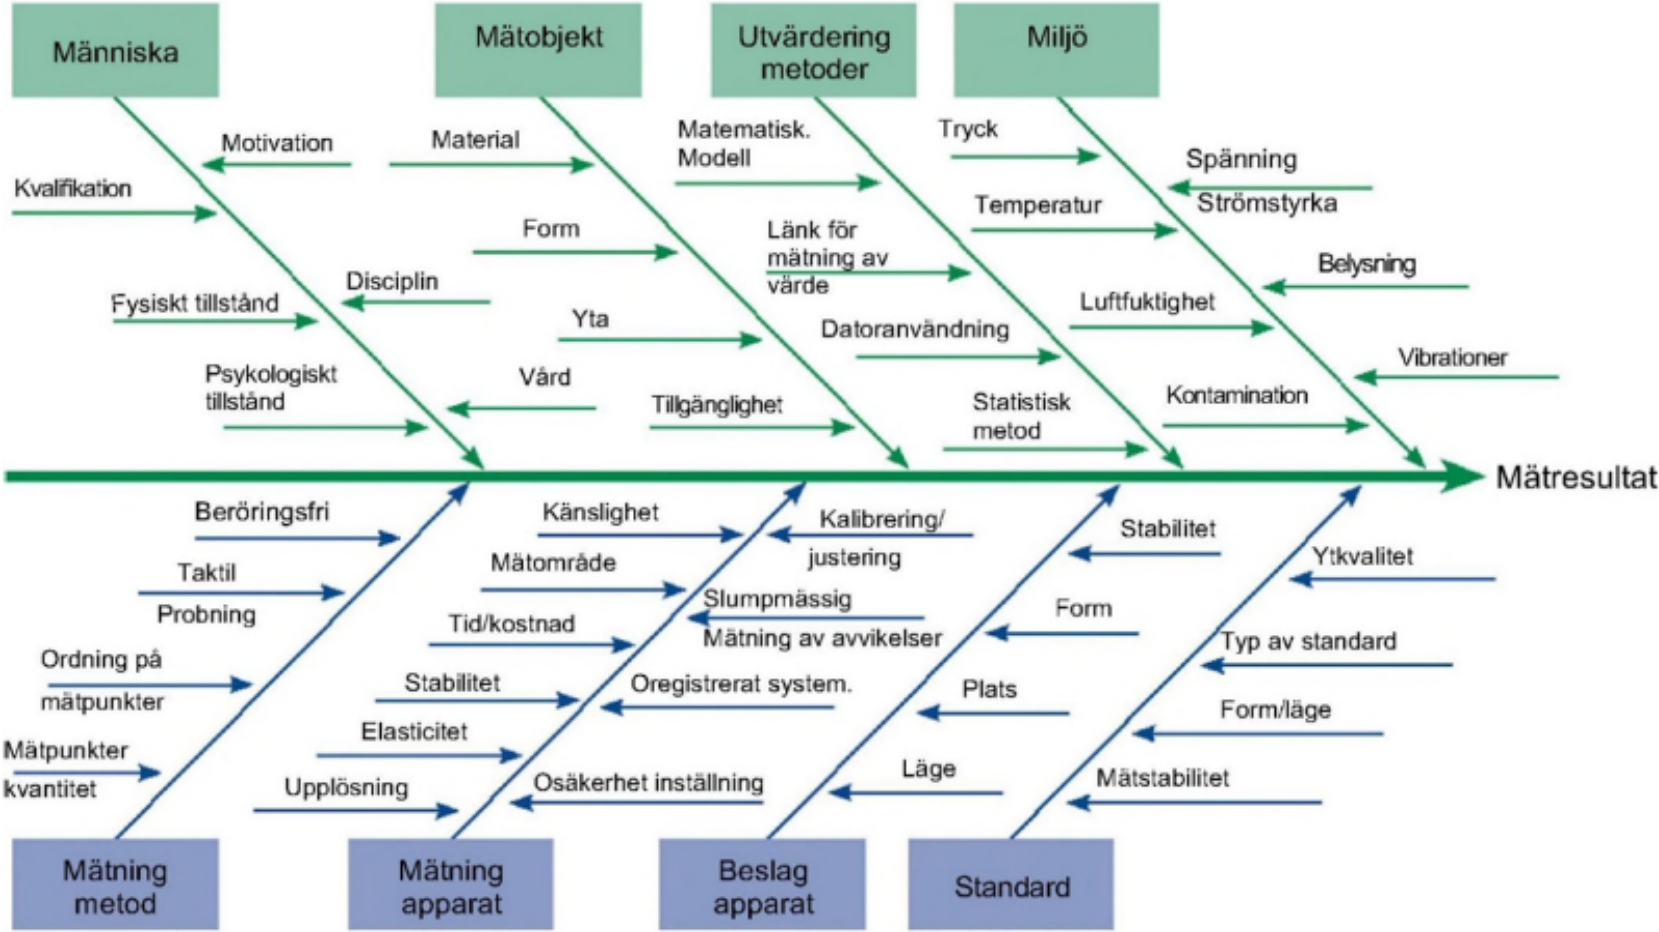 Människa
Mätobjekt
Utvärdering
metoder
Miljö
Motivation
Kvalifikation
Disciplin
Fysiskt tillstånd
Psykologiskt
tillstånd
Vård
Material
Form
Yta
Tillgänglighet
Matematisk.
Modell
Länk för
mätning av
värde
Datoranvändning
Statistisk
metod
Tryck
Spänning
Strömstyrka
Temperatur
Belysning
Luftfuktighet
Vibrationer
Kontamination
Mätresultat
Beröringsfri
Taktil
Probning
Ordning på
mätpunkter
Mätpunkter
kvantitet
Känslighet
Kalibrering/
justering
Mätområde
Slumpmässig
Mätning av avvikelser
Tid/kostnad
Stabilitet
Oregistrerat system.
Elasticitet
Upplösning
Osäkerhet inställning
Stabilitet
Form
Plats
Läge
Ytkvalitet
Typ av standard
Form/läge
Mätstabilitet
Mätning
metod
Mätning
apparat
Beslag
apparat
Standard